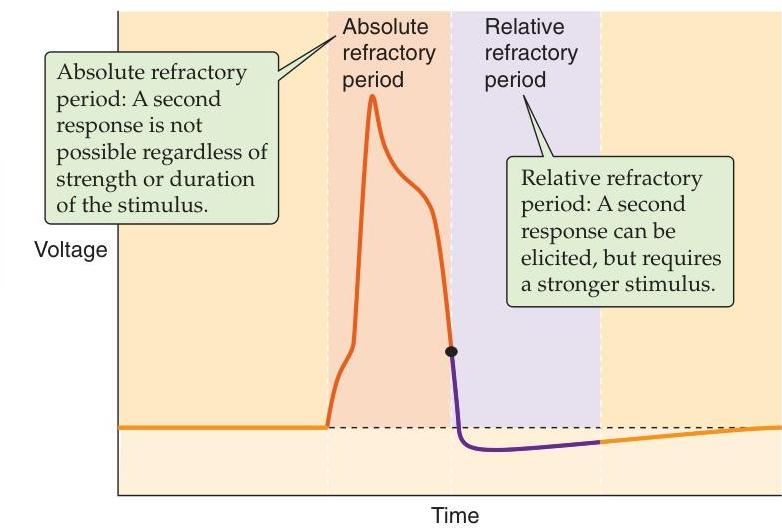 Absolute
refractory
period
Relative
refractory
period
Absolute refractory
period: A second
response is not
possible regardless of
strength or duration
of the stimulus.
Relative refractory
period: A second
response can be
elicited, but requires
a stronger stimulus.
Voltage
Time